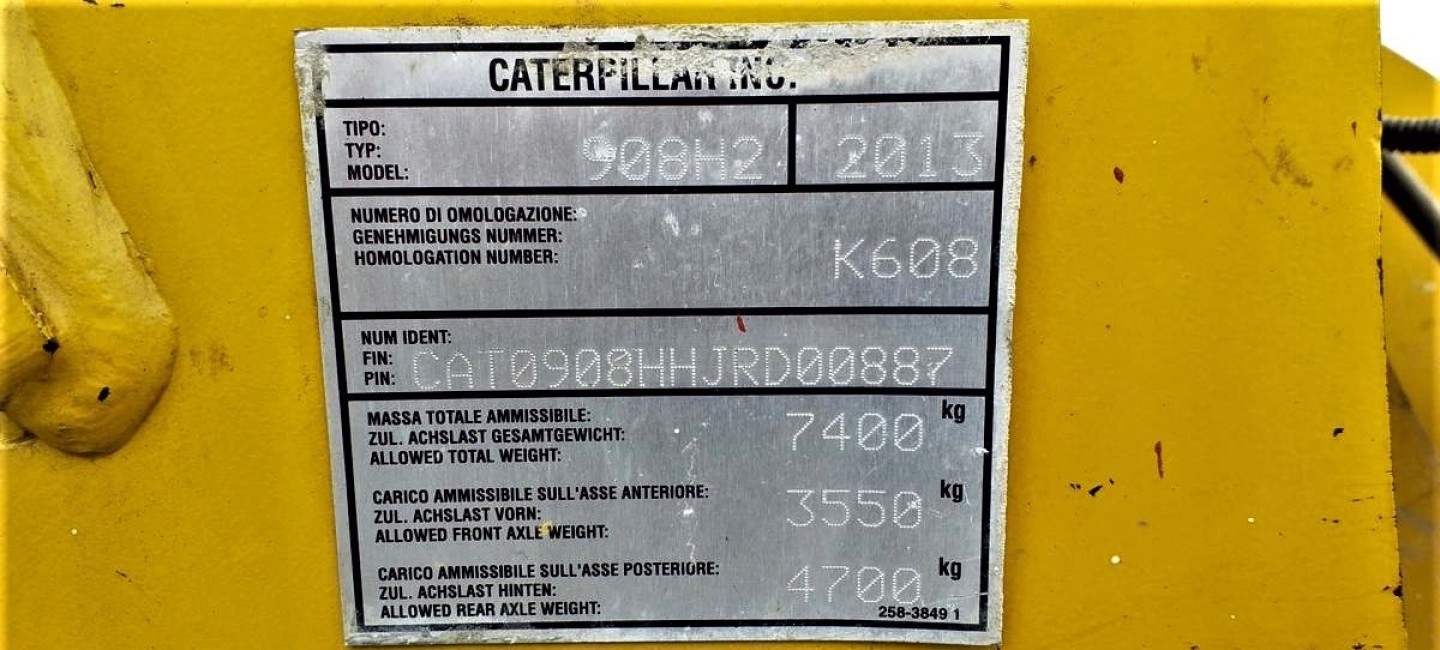 CATERPILLAR INC.
TIPO:
TYP:
MODEL: 908H2 2013
NUMERO DI OMOLOGAZIONE:
GENEHMIGUNGS NUMMER:
HOMOLOGATION NUMBER: K608
NUM IDENT:
FIN:
PIN: CAT0908HHJRD00887
MASSA TOTALE AMMISSIBILE:
ZUL. ACHSLAST GESAMTGEWICHT: 7400 kg
ALLOWED TOTAL WEIGHT:
CARICO AMMISSIBILE SULL'ASSE ANTERIORE:
ZUL. ACHSLAST VORN: 3550 kg
ALLOWED FRONT AXLE WEIGHT:
CARICO AMMISSIBILE SULL'ASSE POSTERIORE:
ZUL. ACHSLAST HINTEN: 4700 kg
ALLOWED REAR AXLE WEIGHT:
258-3849 1